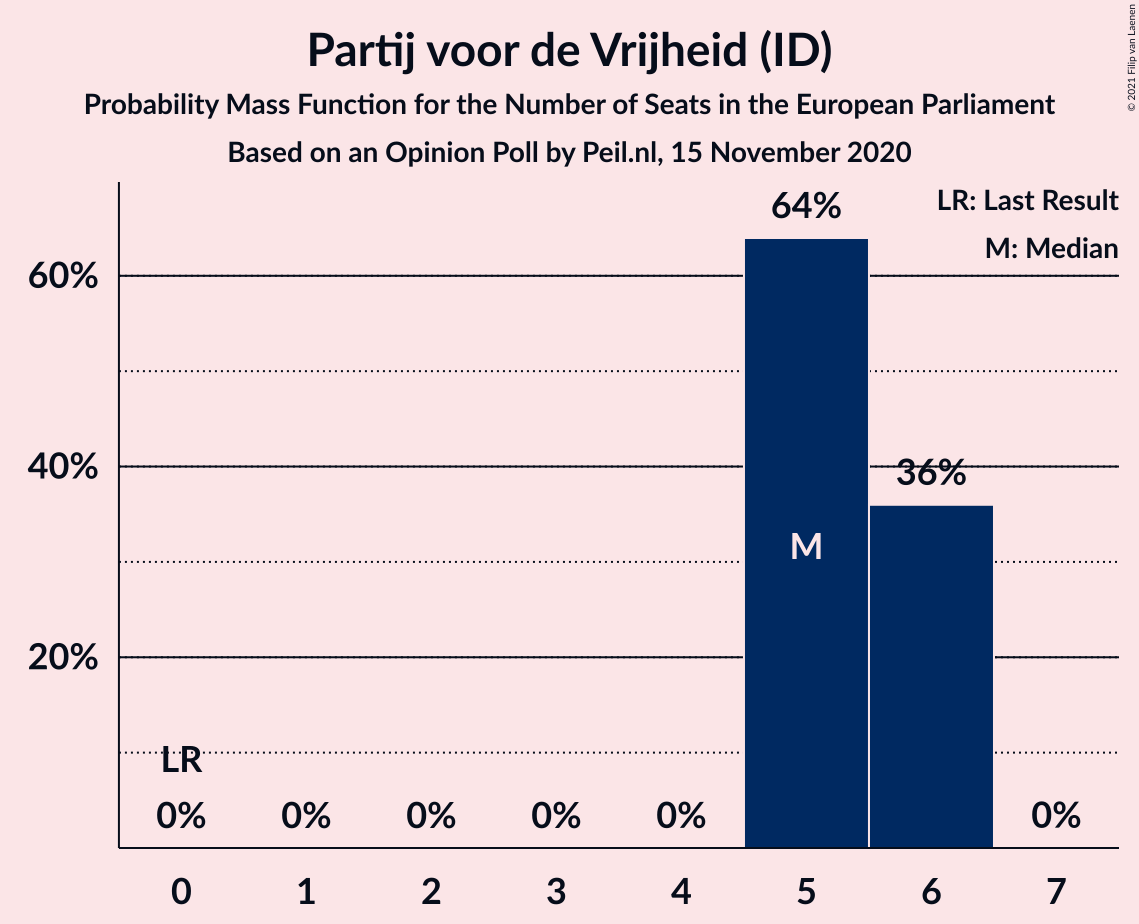 Partij voor de Vrijheid (ID)
Probability Mass Function for the Number of Seats in the European Parliament
Based on an Opinion Poll by Peil.nl, 15 November 2020
© 2021 Filip van Laenen
LR: Last Result
M: Median
64%
60%
40%
36%
M
20%
LR
0% 0% 0% 0% 0% 0%
0 1 2 3 4 5 6 7